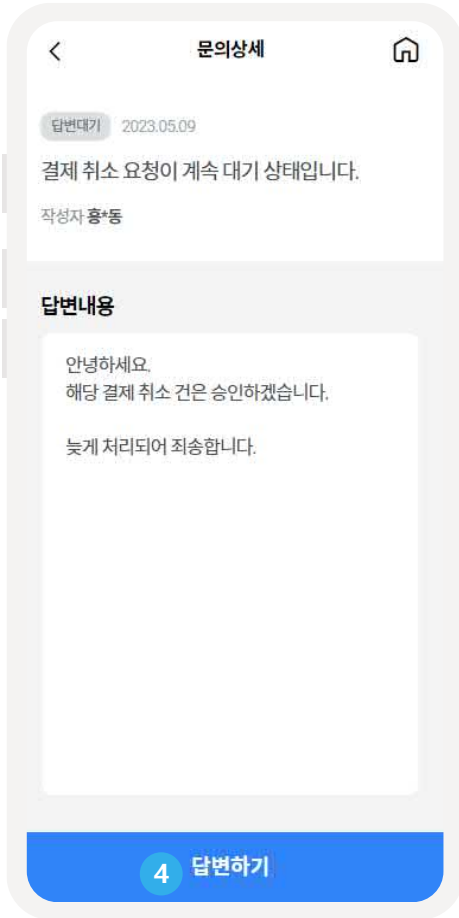 문의상세
답변대기 2023.05.09
결제 취소 요청이 계속 대기 상태입니다.
작성자 홍*동
답변내용
안녕하세요.
해당 결제 취소 건은 승인하겠습니다.
늦게 처리되어 죄송합니다.
4 답변하기